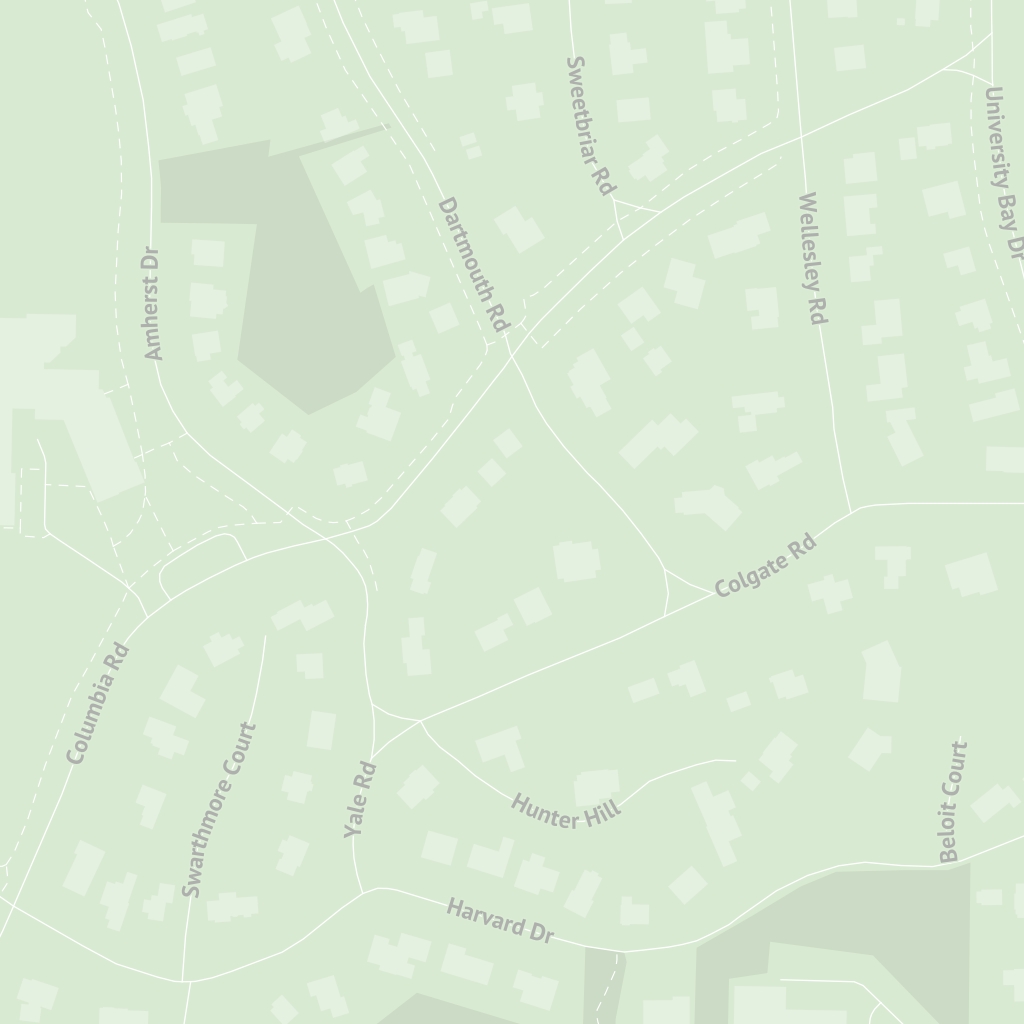 Sweetbriar Rd
University Bay Dr
Dartmouth Rd
Wellesley Rd
Amherst Dr
Colgate Rd
Columbia Rd
Swarthmore Court
Yale Rd
Hunter Hill
Beloit Court
Harvard Dr